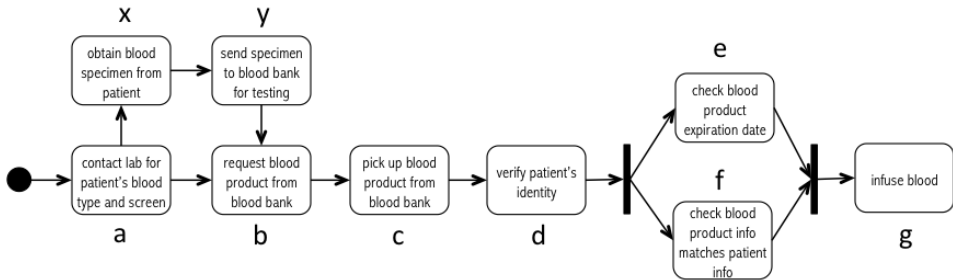 x
y
obtain blood
specimen from
patient
send specimen
to blood bank
for testing
contact lab for
patient's blood
type and screen
a
request blood
product from
blood bank
b
pick up blood
product from
blood bank
c
verify patient's
identity
d
e
check blood
product
expiration date
f
check blood
product info
matches patient
info
infuse blood
g